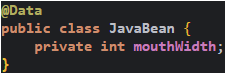 @Data
public class JavaBean {
    private int mouthWidth;
}